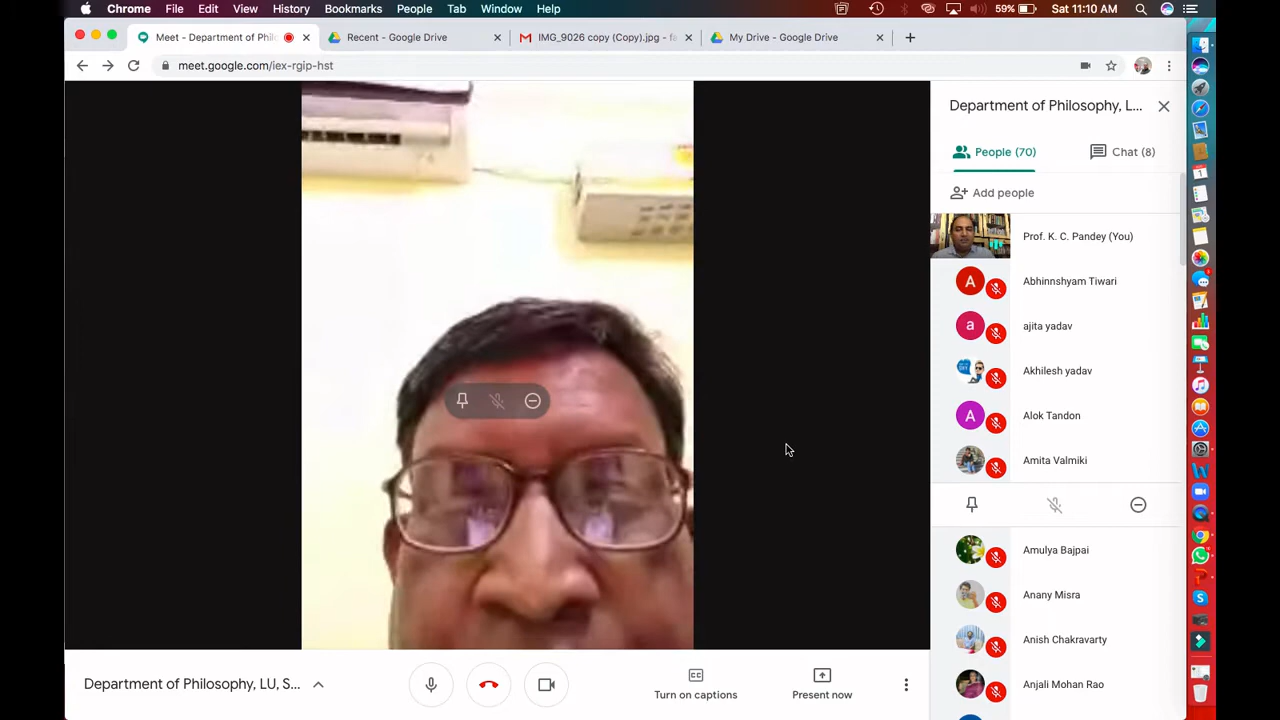 Chrome File Edit View History Bookmarks People Tab Window Help 59% Sat 11:10 AM
Meet - Department of Phil
Recent - Google Drive
IMG_9026 copy (Copy).jpg - fa
My Drive - Google Drive
meet.google.com/iex-rgip-hst
Department of Philosophy, L...
People (70)
Chat (8)
Add people
Prof. K. C. Pandey (You)
A Abhinnshyam Tiwari
a ajita yadav
Akhilesh yadav
A Alok Tandon
Amita Valmiki
Amulya Bajpai
Anany Misra
Anish Chakravarty
Anjali Mohan Rao
Department of Philosophy, LU, S...
Turn on captions
Present now